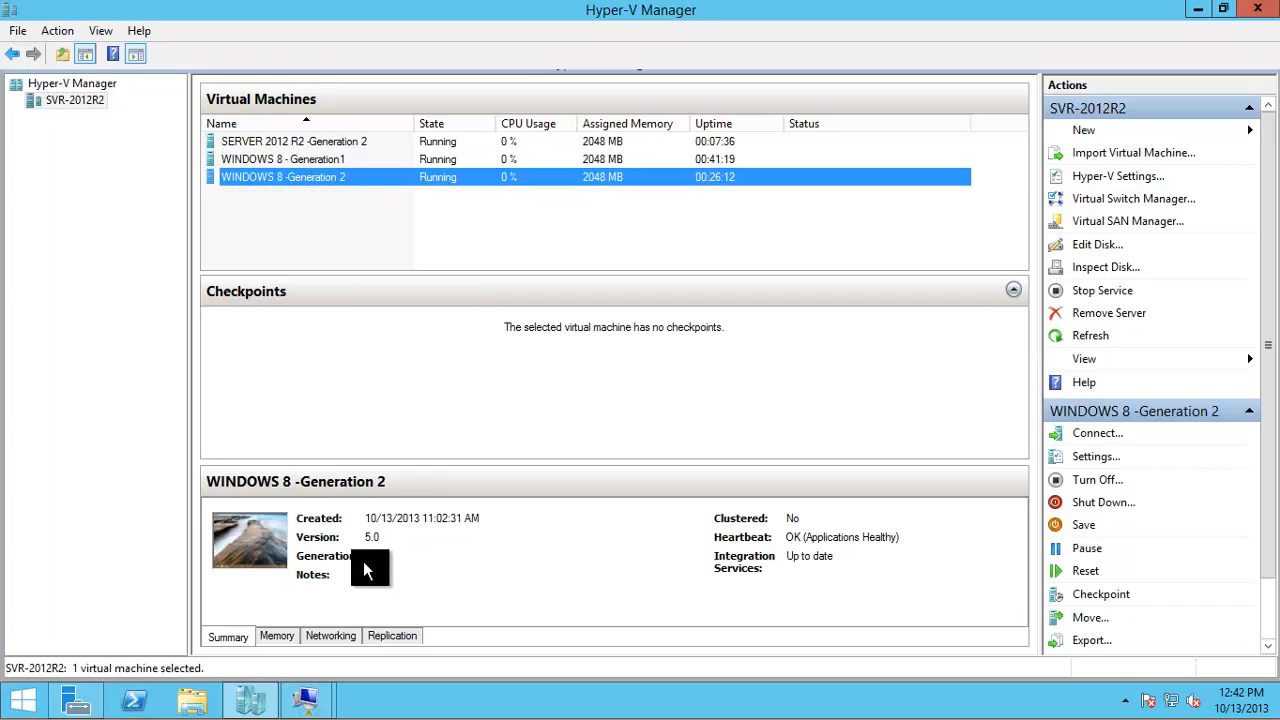 Hyper-V Manager
File Action View Help
Hyper-V Manager
SVR-2012R2
Virtual Machines
Name State CPU Usage Assigned Memory Uptime Status
SERVER 2012 R2 -Generation 2 Running 0 % 2048 MB 00:07:36
WINDOWS 8 - Generation1 Running 0 % 2048 MB 00:41:19
WINDOWS 8 -Generation 2 Running 0 % 2048 MB 00:26:12
Checkpoints
The selected virtual machine has no checkpoints.
WINDOWS 8 -Generation 2
Created: 10/13/2013 11:02:31 AM Clustered: No
Version: 5.0 Heartbeat: OK (Applications Healthy)
Generation Integration Services: Up to date
Notes:
Summary Memory Networking Replication
Actions
SVR-2012R2
New
Import Virtual Machine...
Hyper-V Settings...
Virtual Switch Manager...
Virtual SAN Manager...
Edit Disk...
Inspect Disk...
Stop Service
Remove Server
Refresh
View
Help
WINDOWS 8 -Generation 2
Connect...
Settings...
Turn Off...
Shut Down...
Save
Pause
Reset
Checkpoint
Move...
Export...
SVR-2012R2: 1 virtual machine selected.
12:42 PM
10/13/2013